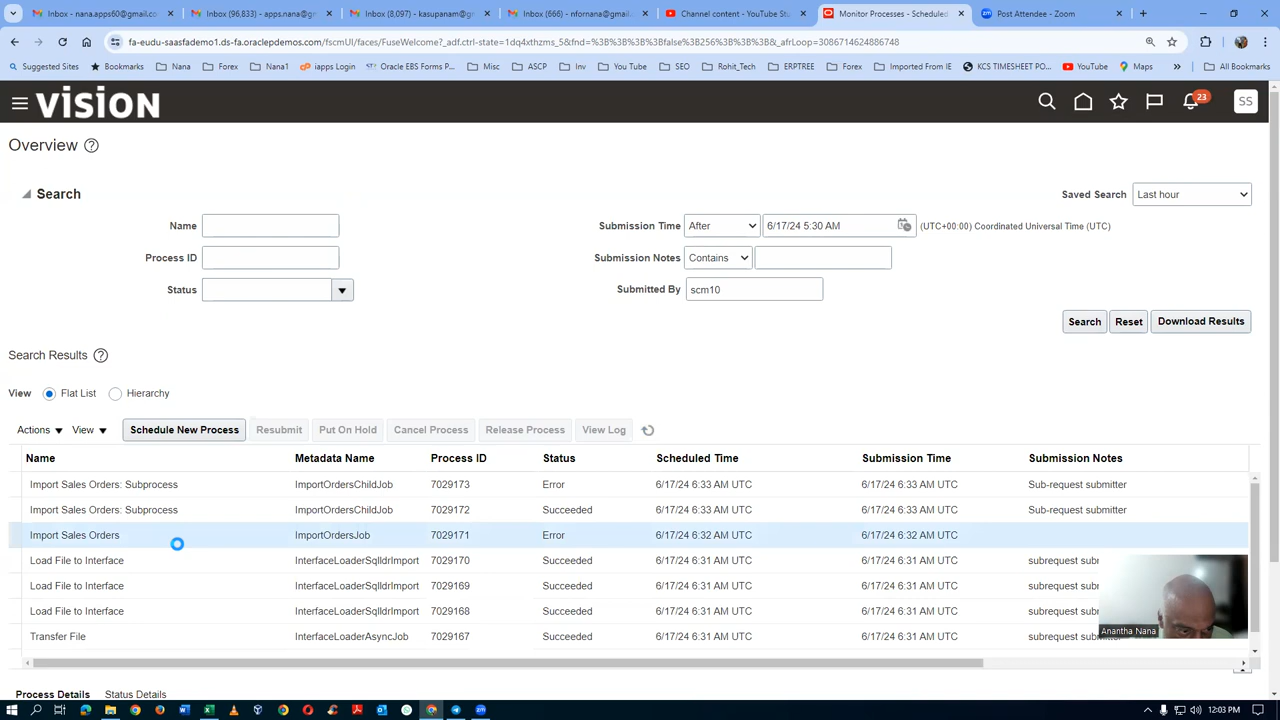 Inbox - nana.apps60@gmail.co
Inbox (96,833) - apps.nana@gm
Inbox (8,097) - kasupanam@g
Inbox (666) - nfornana@gmail.
Channel content - YouTube Stu
Monitor Processes - Scheduled
Post Attendee - Zoom
fa-eudu-saasfademo1.ds-fa.oraclepdemos.com/fscmUI/faces/FuseWelcome?_adf.ctrl-state=1dq4xthzms_5&fnd=%3B%3B%3B%3Bfalse%3B256%3B%3B%3B&_afrLoop=3086714624886748
Suggested Sites Bookmarks Nana Forex Nana1 iapps Login Oracle EBS Forms P... Misc ASCP Inv You Tube SEO Rohit_Tech ERPTREE Forex Imported From IE KCS TIMESHEET PO... YouTube Maps » All Bookmarks
VISION
23
SS
Overview ?
Search
Saved Search Last hour
Name
Submission Time After 6/17/24 5:30 AM (UTC+00:00) Coordinated Universal Time (UTC)
Process ID
Submission Notes Contains
Status
Submitted By scm10
Search Reset Download Results
Search Results ?
View Flat List Hierarchy
Actions View Schedule New Process Resubmit Put On Hold Cancel Process Release Process View Log
Name Metadata Name Process ID Status Scheduled Time Submission Time Submission Notes
Import Sales Orders: Subprocess ImportOrdersChildJob 7029173 Error 6/17/24 6:33 AM UTC 6/17/24 6:33 AM UTC Sub-request submitter
Import Sales Orders: Subprocess ImportOrdersChildJob 7029172 Succeeded 6/17/24 6:33 AM UTC 6/17/24 6:33 AM UTC Sub-request submitter
Import Sales Orders ImportOrdersJob 7029171 Error 6/17/24 6:32 AM UTC 6/17/24 6:32 AM UTC
Load File to Interface InterfaceLoaderSqlldrImport 7029170 Succeeded 6/17/24 6:31 AM UTC 6/17/24 6:31 AM UTC subrequest subr
Load File to Interface InterfaceLoaderSqlldrImport 7029169 Succeeded 6/17/24 6:31 AM UTC 6/17/24 6:31 AM UTC subrequest subr
Load File to Interface InterfaceLoaderSqlldrImport 7029168 Succeeded 6/17/24 6:31 AM UTC 6/17/24 6:31 AM UTC subrequest subr
Transfer File InterfaceLoaderAsyncJob 7029167 Succeeded 6/17/24 6:31 AM UTC 6/17/24 6:31 AM UTC subrequest subr
Anantha Nana
Process Details Status Details
ENG 12:03 PM